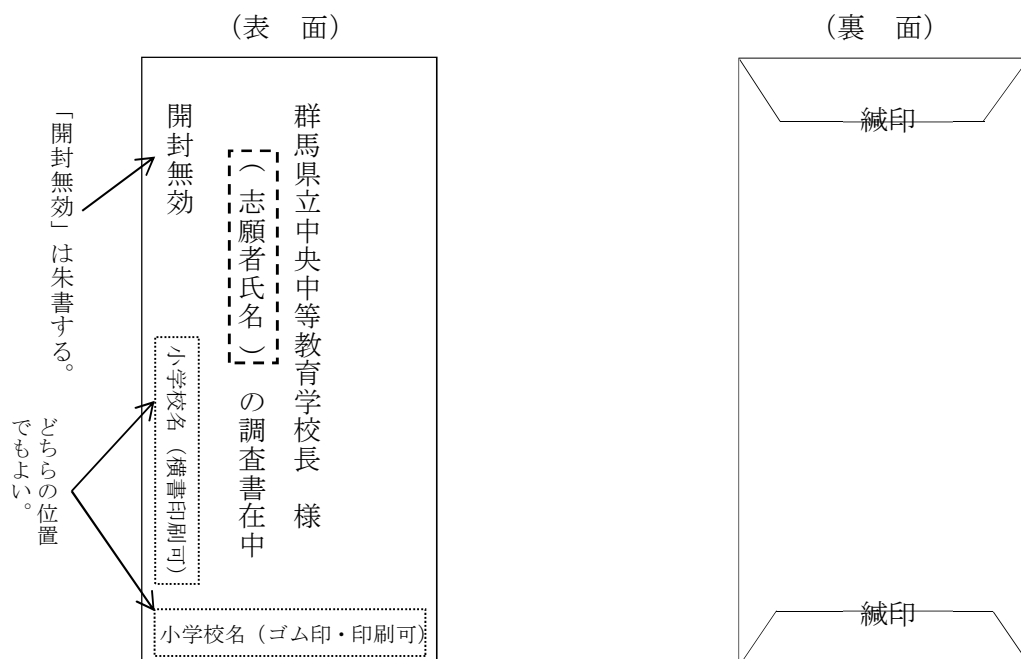 （表　面）
群馬県立中央中等教育学校長　様
（志願者氏名）の調査書在中
開封無効
小学校名（横書印刷可）
小学校名（ゴム印・印刷可）
「開封無効」は朱書する。
どちらの位置
でもよい。
（裏　面）
緘印
緘印